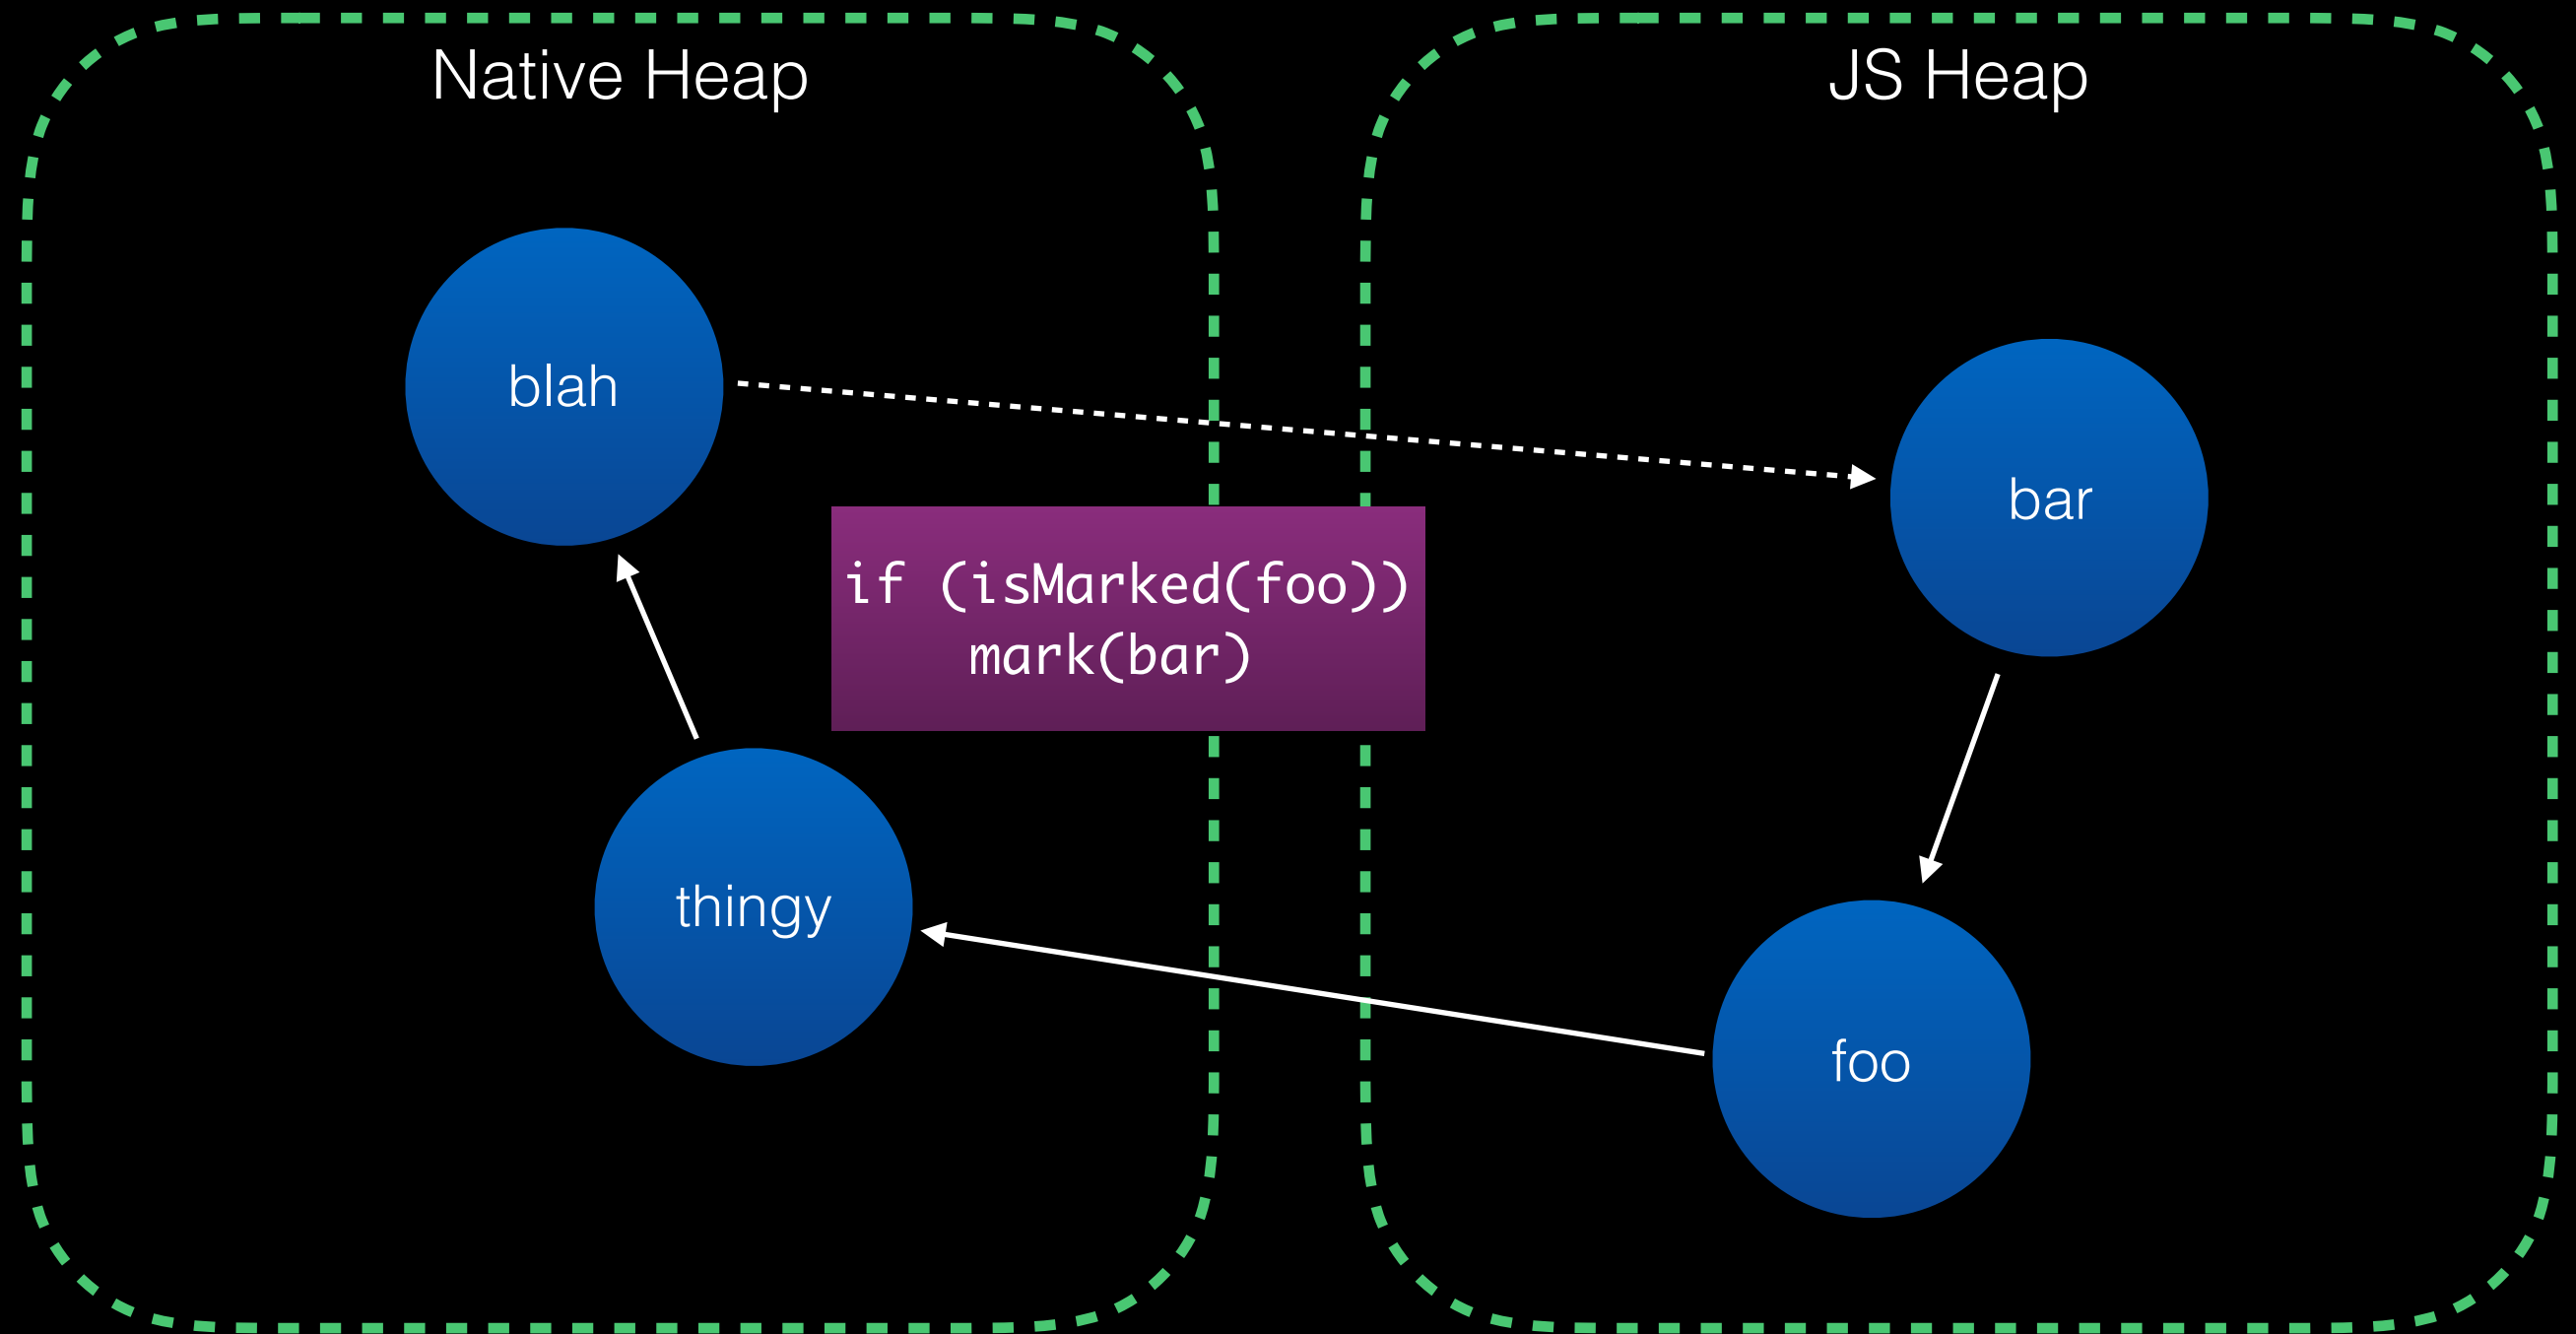 Native Heap
JS Heap
blah
bar
if (isMarked(foo))
mark(bar)
thingy
foo